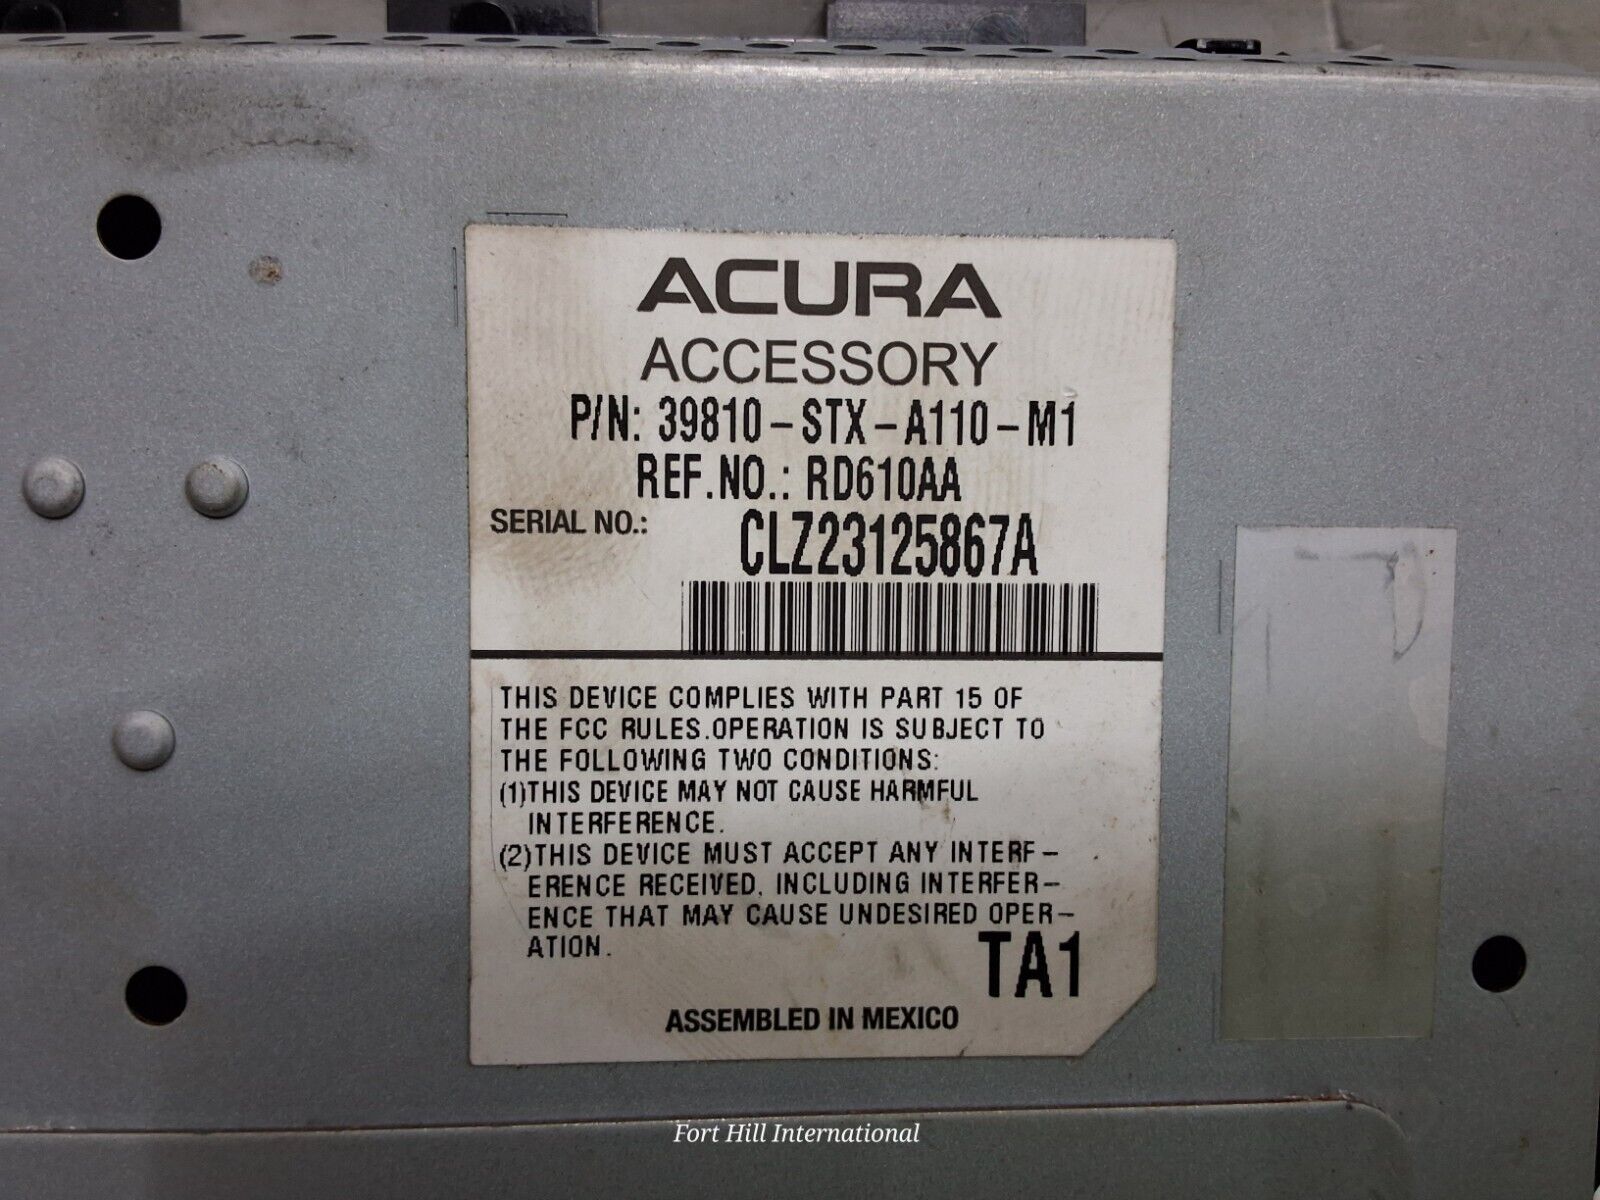 ACURA
ACCESSORY
P/N: 39810-STX-A110-M1
REF.NO.: RD610AA
SERIAL NO.: CLZ23125867A
THIS DEVICE COMPLIES WITH PART 15 OF
THE FCC RULES.OPERATION IS SUBJECT TO
THE FOLLOWING TWO CONDITIONS:
(1)THIS DEVICE MAY NOT CAUSE HARMFUL
INTERFERENCE.
(2)THIS DEVICE MUST ACCEPT ANY INTERF-
ERENCE RECEIVED, INCLUDING INTERFER-
ENCE THAT MAY CAUSE UNDESIRED OPER-
ATION.
TA1
ASSEMBLED IN MEXICO
Fort Hill International